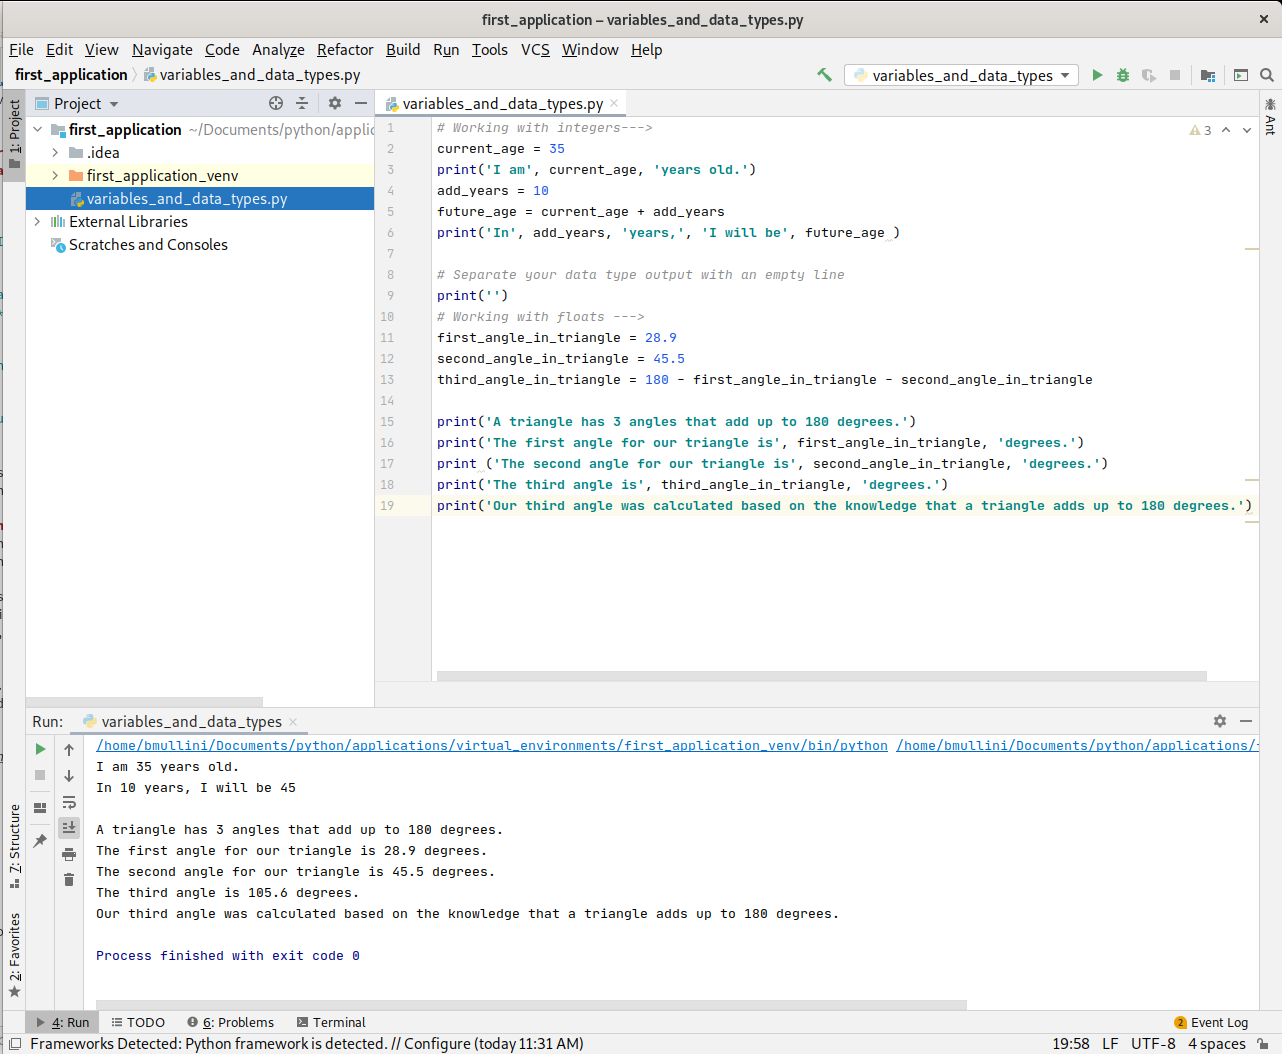 first_application – variables_and_data_types.py
File Edit View Navigate Code Analyze Refactor Build Run Tools VCS Window Help
first_application variables_and_data_types.py
variables_and_data_types
1: Project
Project
variables_and_data_types.py
Ant
first_application ~/Documents/python/applic
.idea
first_application_venv
variables_and_data_types.py
External Libraries
Scratches and Consoles
3
1 # Working with integers--->
2 current_age = 35
3 print('I am', current_age, 'years old.')
4 add_years = 10
5 future_age = current_age + add_years
6 print('In', add_years, 'years,', 'I will be', future_age )
7
8 # Separate your data type output with an empty line
9 print('')
10 # Working with floats --->
11 first_angle_in_triangle = 28.9
12 second_angle_in_triangle = 45.5
13 third_angle_in_triangle = 180 - first_angle_in_triangle - second_angle_in_triangle
14
15 print('A triangle has 3 angles that add up to 180 degrees.')
16 print('The first angle for our triangle is', first_angle_in_triangle, 'degrees.')
17 print ('The second angle for our triangle is', second_angle_in_triangle, 'degrees.')
18 print('The third angle is', third_angle_in_triangle, 'degrees.')
19 print('Our third angle was calculated based on the knowledge that a triangle adds up to 180 degrees.')
Run: variables_and_data_types
/home/bmullini/Documents/python/applications/virtual_environments/first_application_venv/bin/python /home/bmullini/Documents/python/applications/
I am 35 years old.
In 10 years, I will be 45
A triangle has 3 angles that add up to 180 degrees.
The first angle for our triangle is 28.9 degrees.
The second angle for our triangle is 45.5 degrees.
The third angle is 105.6 degrees.
Our third angle was calculated based on the knowledge that a triangle adds up to 180 degrees.
Process finished with exit code 0
7: Structure
2: Favorites
4: Run TODO 6: Problems Terminal 2 Event Log
Frameworks Detected: Python framework is detected. // Configure (today 11:31 AM) 19:58 LF UTF-8 4 spaces